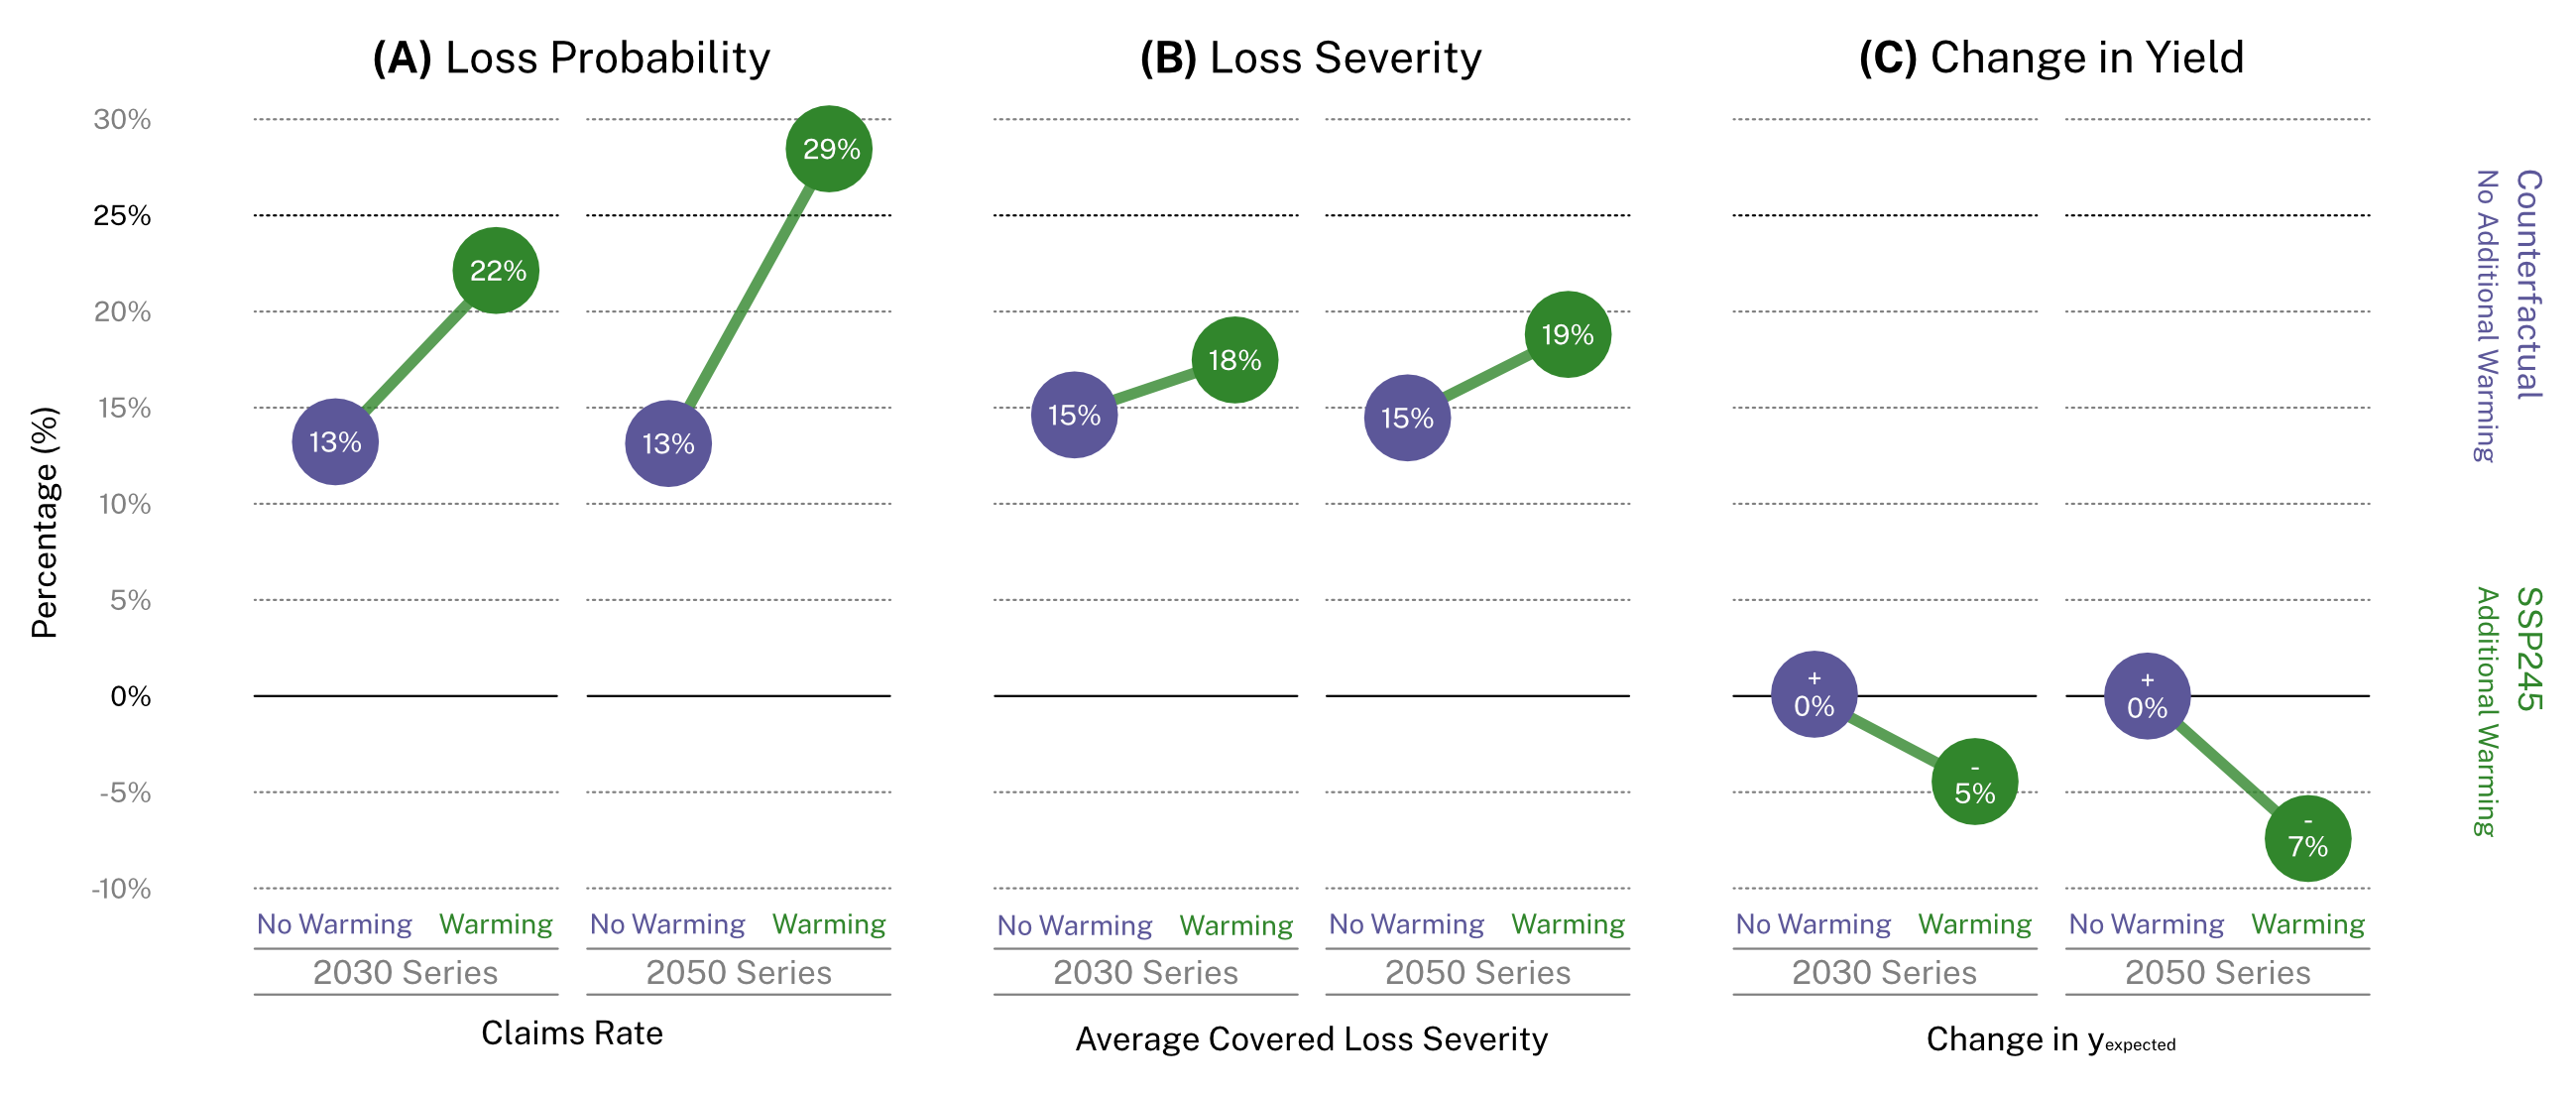 (A) Loss Probability
(B) Loss Severity
(C) Change in Yield
Percentage (%)
30%
25%
20%
15%
10%
5%
0%
-5%
-10%
13%
22%
13%
29%
15%
18%
15%
19%
+
0%
-
5%
+
0%
-
7%
No Warming Warming
2030 Series
No Warming Warming
2050 Series
Claims Rate
No Warming Warming
2030 Series
No Warming Warming
2050 Series
Average Covered Loss Severity
No Warming Warming
2030 Series
No Warming Warming
2050 Series
Change in yexpected
Counterfactual
No Additional Warming
SSP245
Additional Warming